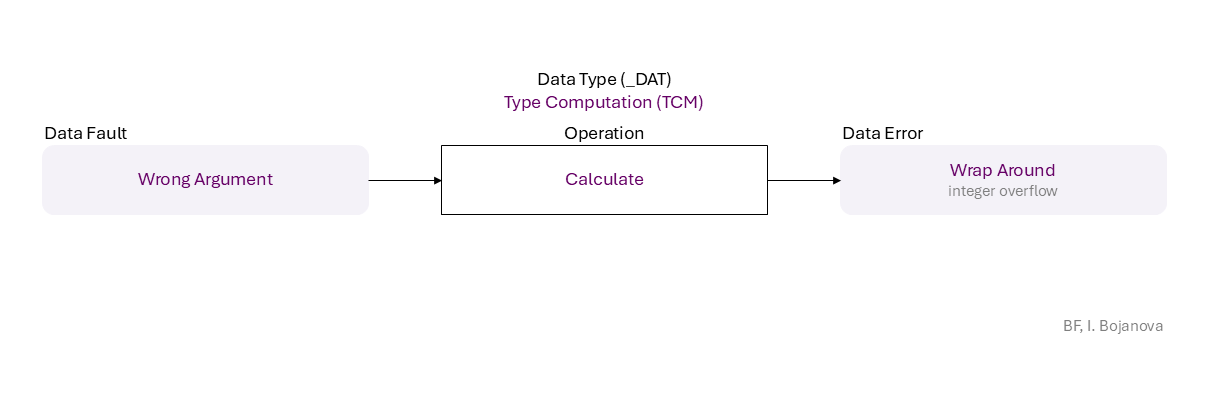 Data Type (_DAT)
Type Computation (TCM)
Data Fault
Operation
Data Error
Wrong Argument
Calculate
Wrap Around
integer overflow
BF, I. Bojanova